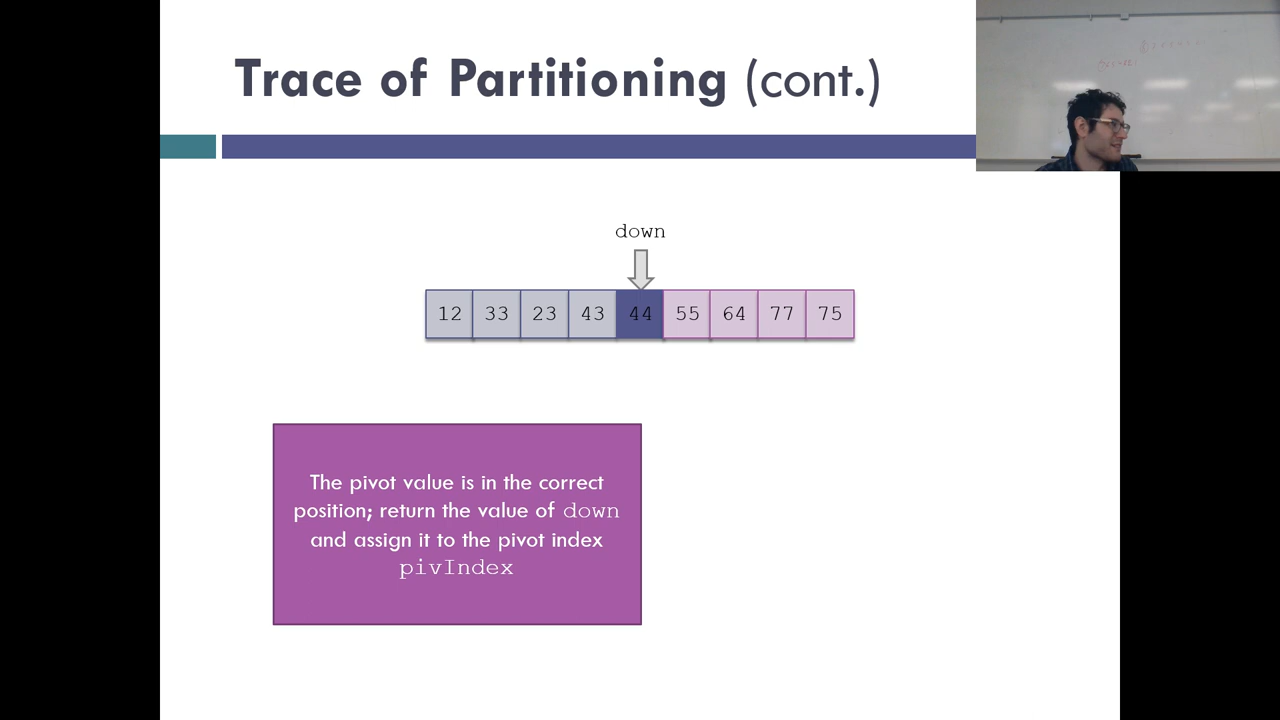 Trace of Partitioning (cont.)
down
12 33 23 43 44 55 64 77 75
The pivot value is in the correct
position; return the value of down
and assign it to the pivot index
pivIndex